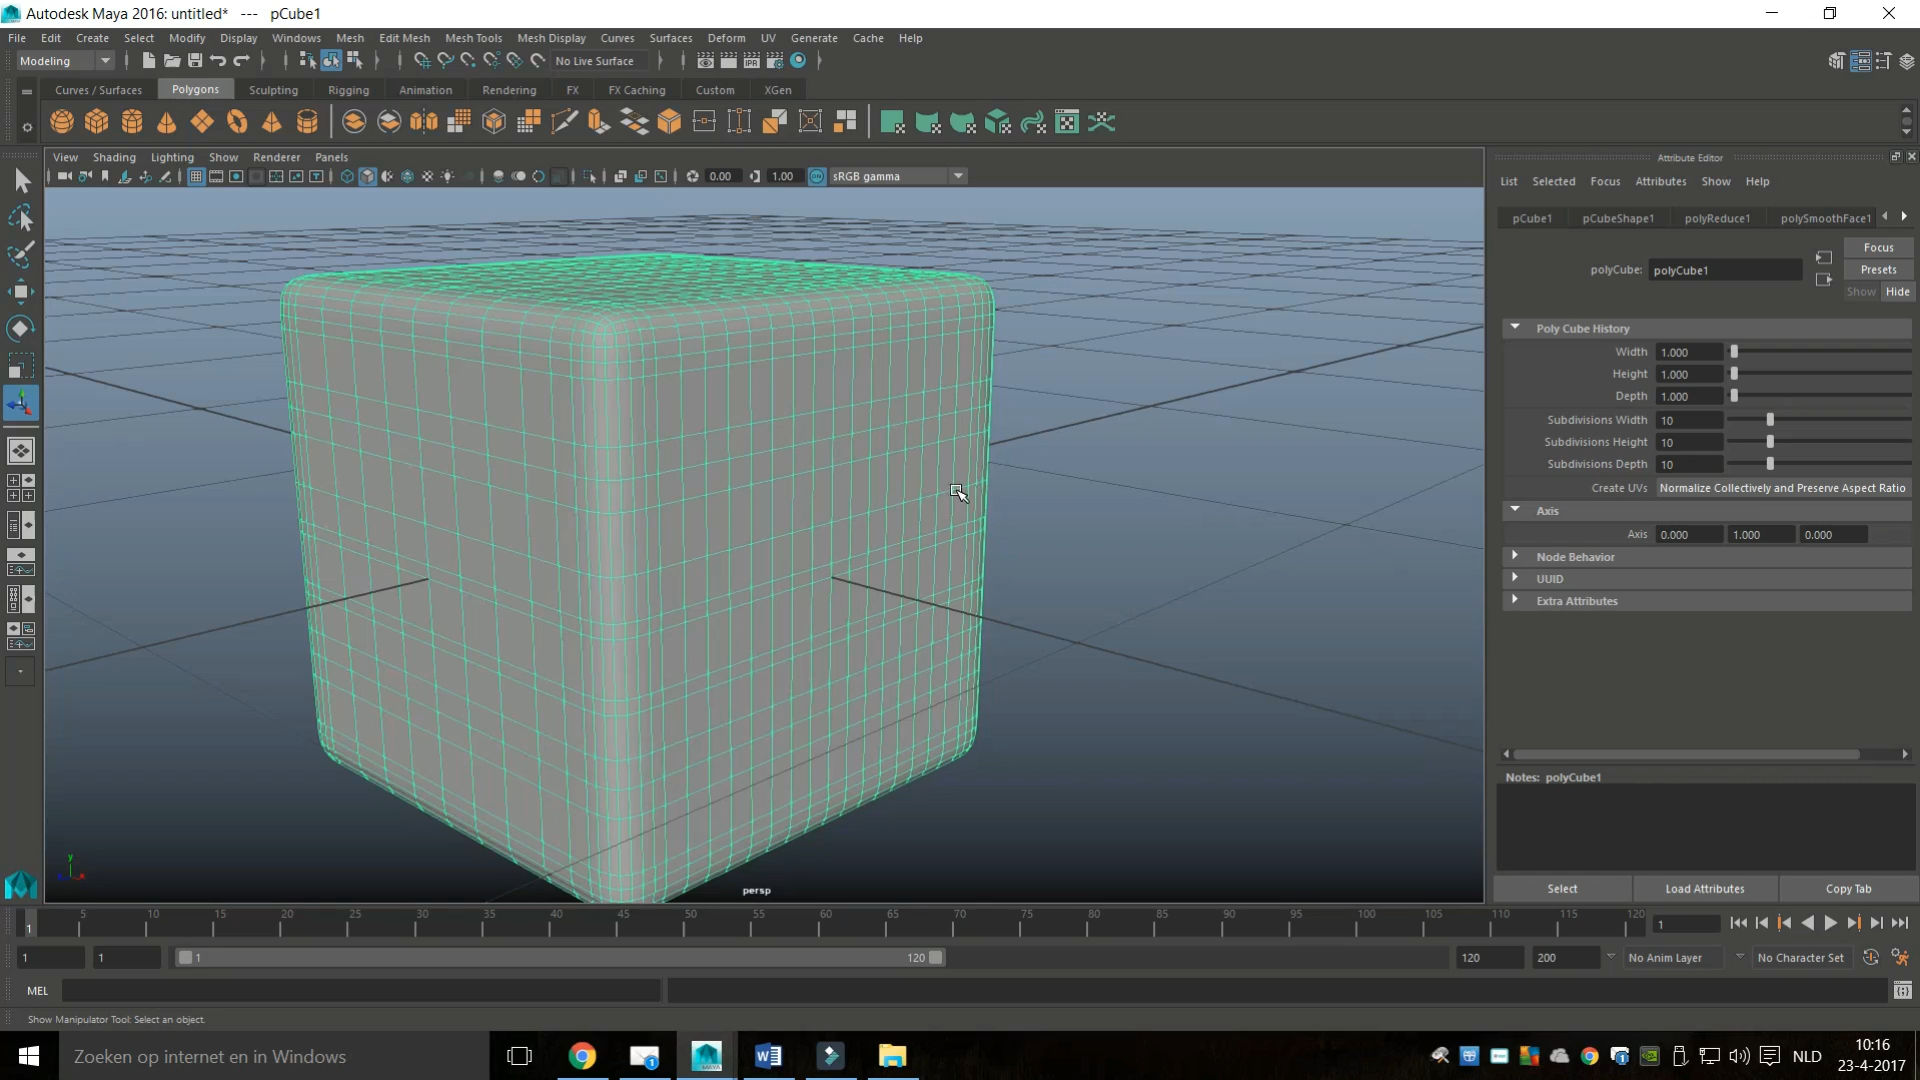 Autodesk Maya 2016: untitled* --- pCube1
File Edit Create Select Modify Display Windows Mesh Edit Mesh Mesh Tools Mesh Display Curves Surfaces Deform UV Generate Cache Help
Modeling No Live Surface
Curves / Surfaces Polygons Sculpting Rigging Animation Rendering FX FX Caching Custom XGen
View Shading Lighting Show Renderer Panels
0.00 1.00 ON sRGB gamma
Attribute Editor
List Selected Focus Attributes Show Help
pCube1 pCubeShape1 polyReduce1 polySmoothFace1
polyCube: polyCube1
Focus
Presets
Show Hide
Poly Cube History
Width 1.000
Height 1.000
Depth 1.000
Subdivisions Width 10
Subdivisions Height 10
Subdivisions Depth 10
Create UVs Normalize Collectively and Preserve Aspect Ratio
Axis
Axis 0.000 1.000 0.000
Node Behavior
UUID
Extra Attributes
Notes: polyCube1
Select Load Attributes Copy Tab
y
x
persp
1 5 10 15 20 25 30 35 40 45 50 55 60 65 70 75 80 85 90 95 100 105 110 115 120 1
1 1 1 120 120 200 No Anim Layer No Character Set
MEL
Show Manipulator Tool: Select an object.
Zoeken op internet en in Windows
NLD
10:16
23-4-2017